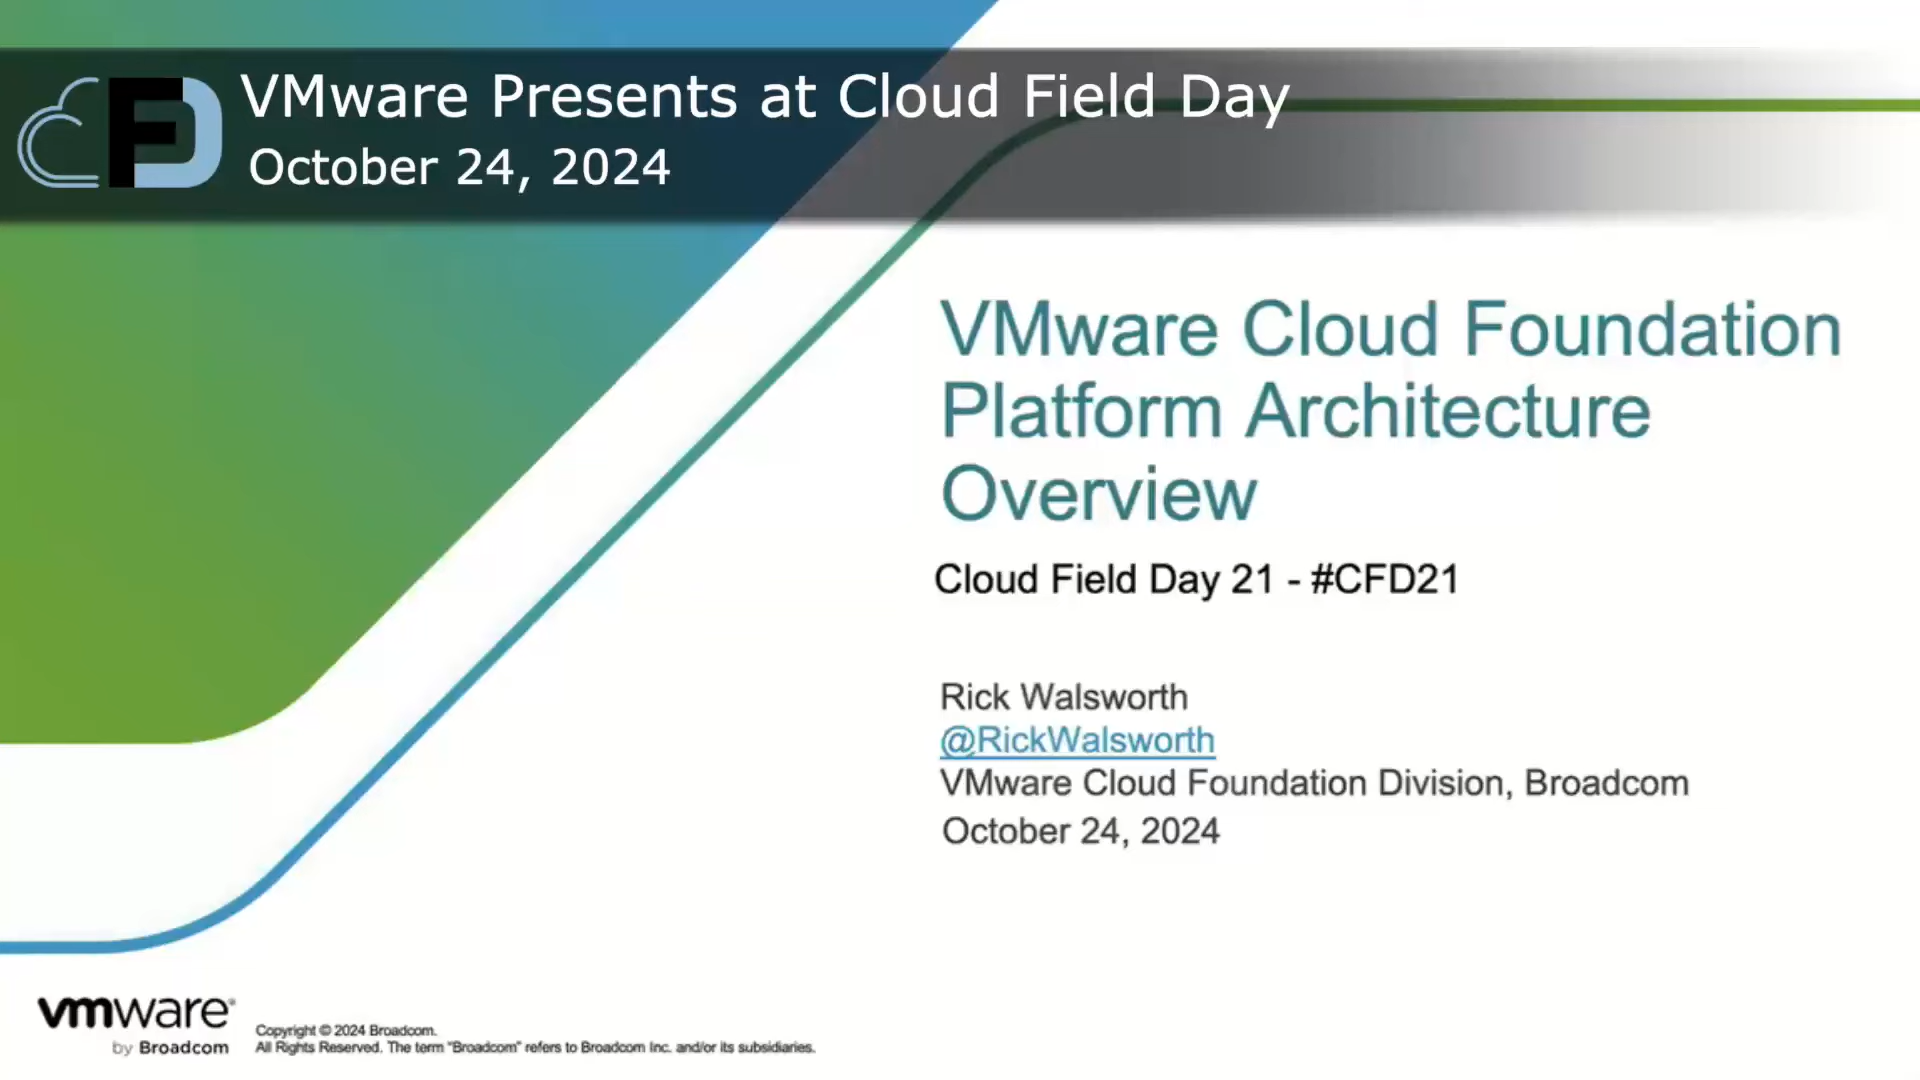 VMware Presents at Cloud Field Day
October 24, 2024
VMware Cloud Foundation
Platform Architecture
Overview
Cloud Field Day 21 - #CFD21
Rick Walsworth
@RickWalsworth
VMware Cloud Foundation Division, Broadcom
October 24, 2024
vmware®
by Broadcom
Copyright © 2024 Broadcom.
All Rights Reserved. The term "Broadcom" refers to Broadcom Inc. and/or its subsidiaries.